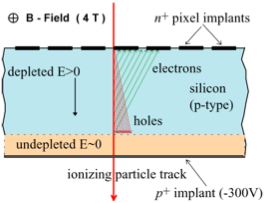 ⊕ B - Field ( 4 T )
n+ pixel implants
depleted E>0
electrons
silicon
(p-type)
holes
undepleted E~0
ionizing particle track
p+ implant (-300V)